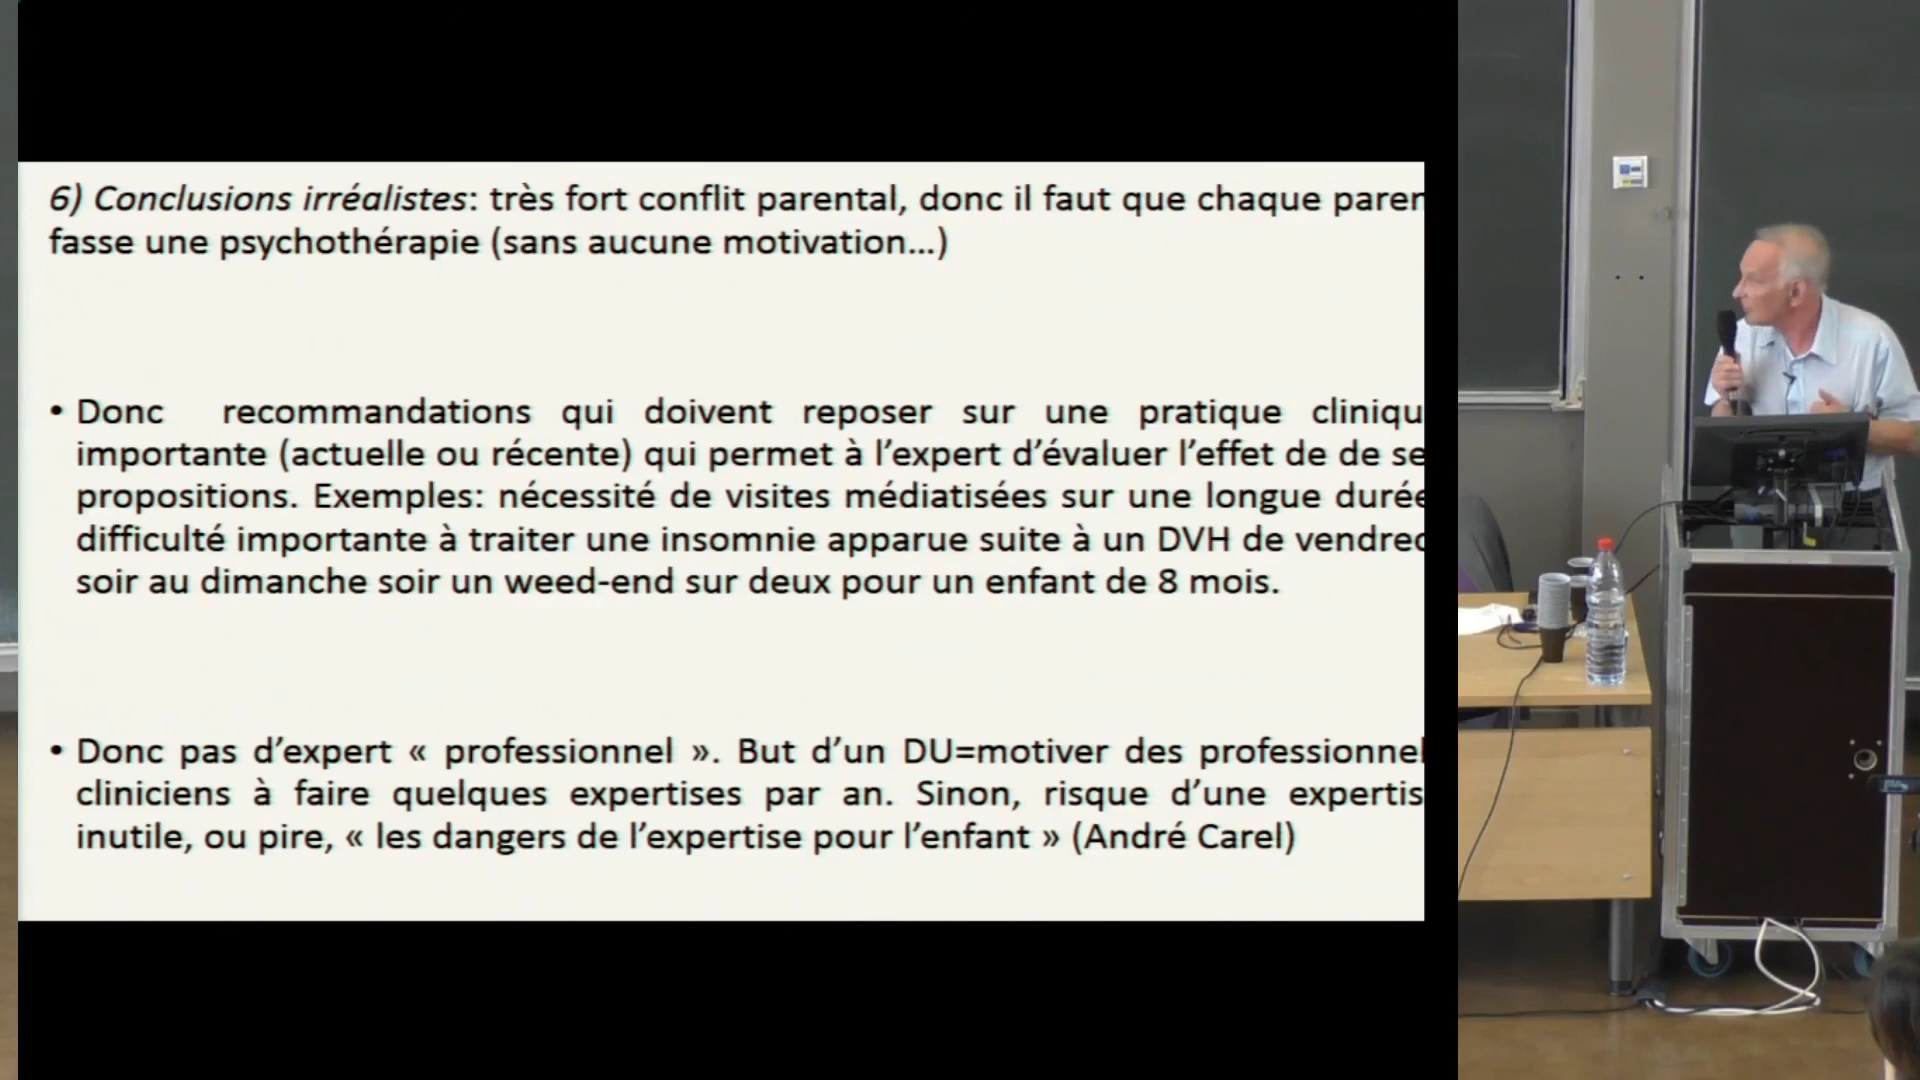 6) Conclusions irréalistes: très fort conflit parental, donc il faut que chaque paren
fasse une psychothérapie (sans aucune motivation...)
• Donc recommandations qui doivent reposer sur une pratique cliniqu
importante (actuelle ou récente) qui permet à l’expert d’évaluer l’effet de de se
propositions. Exemples: nécessité de visites médiatisées sur une longue durée
difficulté importante à traiter une insomnie apparue suite à un DVH de vendred
soir au dimanche soir un weed-end sur deux pour un enfant de 8 mois.
• Donc pas d’expert « professionnel ». But d’un DU=motiver des professionnel
cliniciens à faire quelques expertises par an. Sinon, risque d’une expertis
inutile, ou pire, « les dangers de l’expertise pour l’enfant » (André Carel)